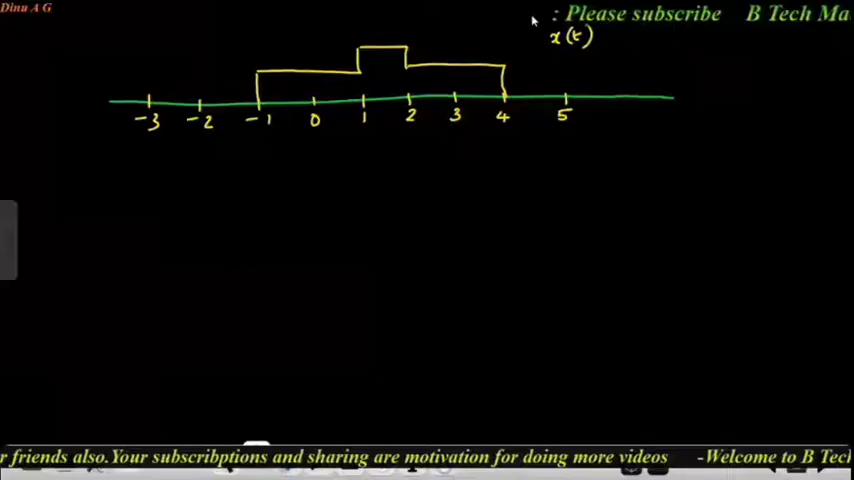 Dinu A G
: Please subscribe B Tech Ma
x(t)
-3 -2 -1 0 1 2 3 4 5
r friends also.Your subscribptions and sharing are motivation for doing more videos -Welcome to B Tech